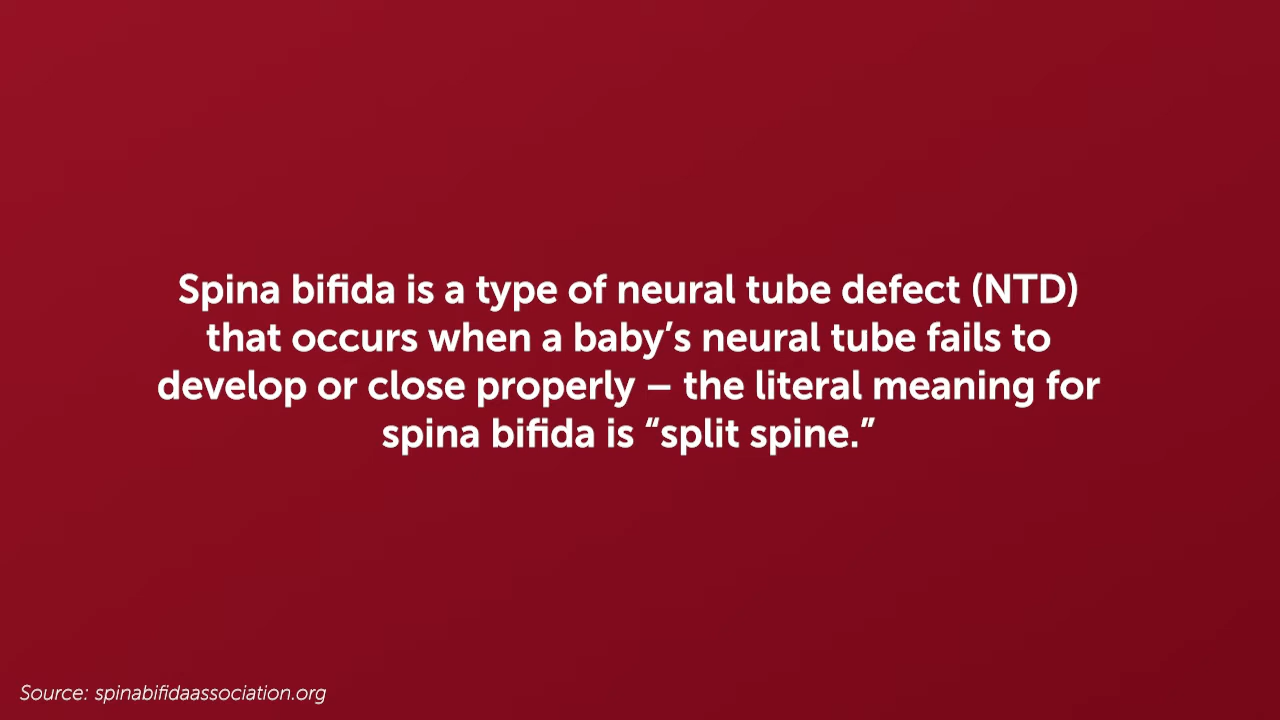 Spina bifida is a type of neural tube defect (NTD)
that occurs when a baby’s neural tube fails to
develop or close properly – the literal meaning for
spina bifida is “split spine.”
Source: spinabifidaassociation.org